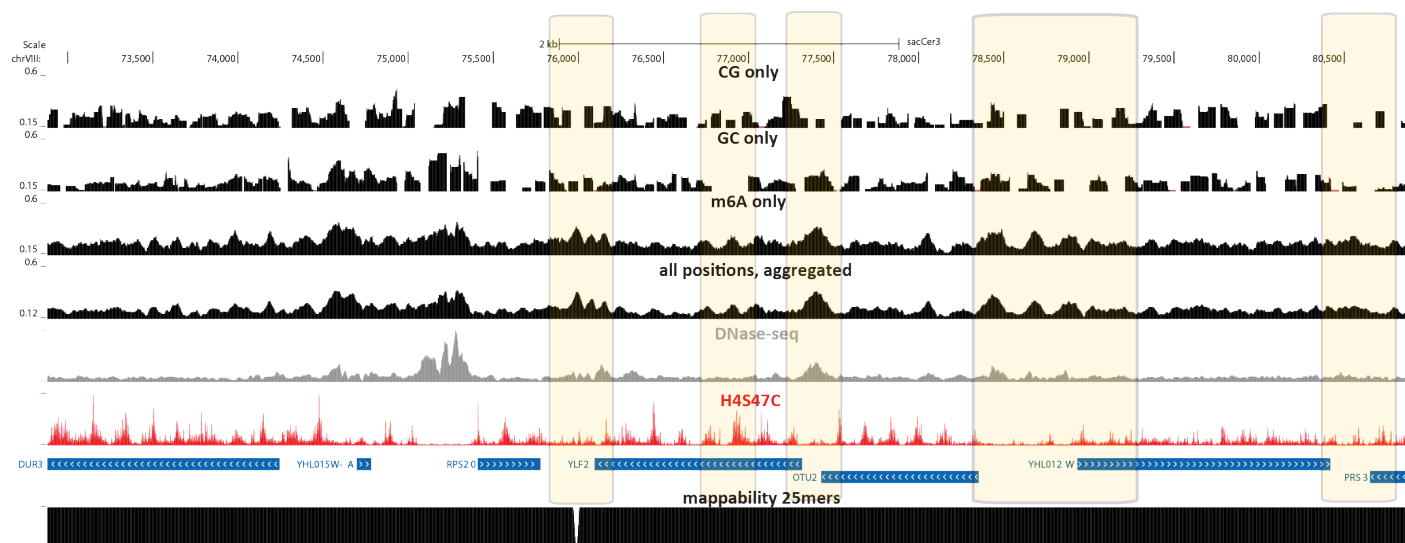 Scale 2 kb sacCer3
chrVIII: 73,500 74,000 74,500 75,000 75,500 76,000 76,500 77,000 77,500 78,000 78,500 79,000 79,500 80,000 80,500
0.6
CG only
0.15
0.6
GC only
0.15
0.6
m6A only
0.15
0.6
all positions, aggregated
0.12
DNase-seq
H4S47C
DUR3 YHL015W- A RPS2 0 YLF2 YHL012 W
OTU2 PRS 3
mappability 25mers